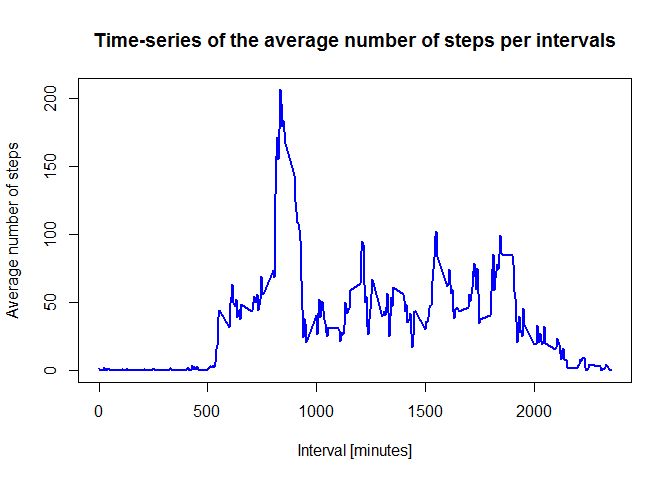 Time-series of the average number of steps per intervals
Average number of steps
200
150
100
50
0
0 500 1000 1500 2000
Interval [minutes]